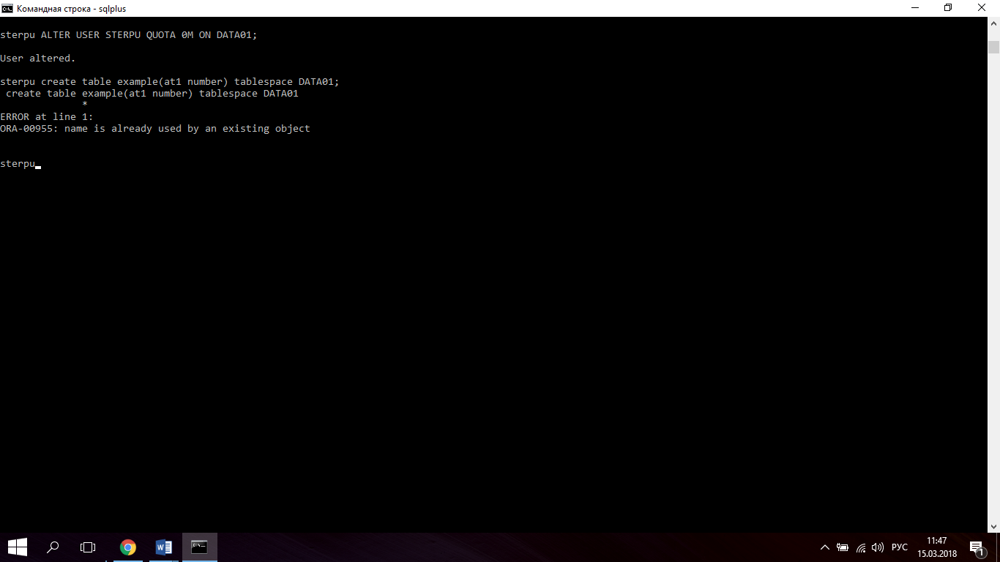 Командная строка - sqlplus
sterpu ALTER USER STERPU QUOTA 0M ON DATA01;
User altered.
sterpu create table example(at1 number) tablespace DATA01;
 create table example(at1 number) tablespace DATA01
              *
ERROR at line 1:
ORA-00955: name is already used by an existing object
sterpu
РУС
11:47
15.03.2018
1